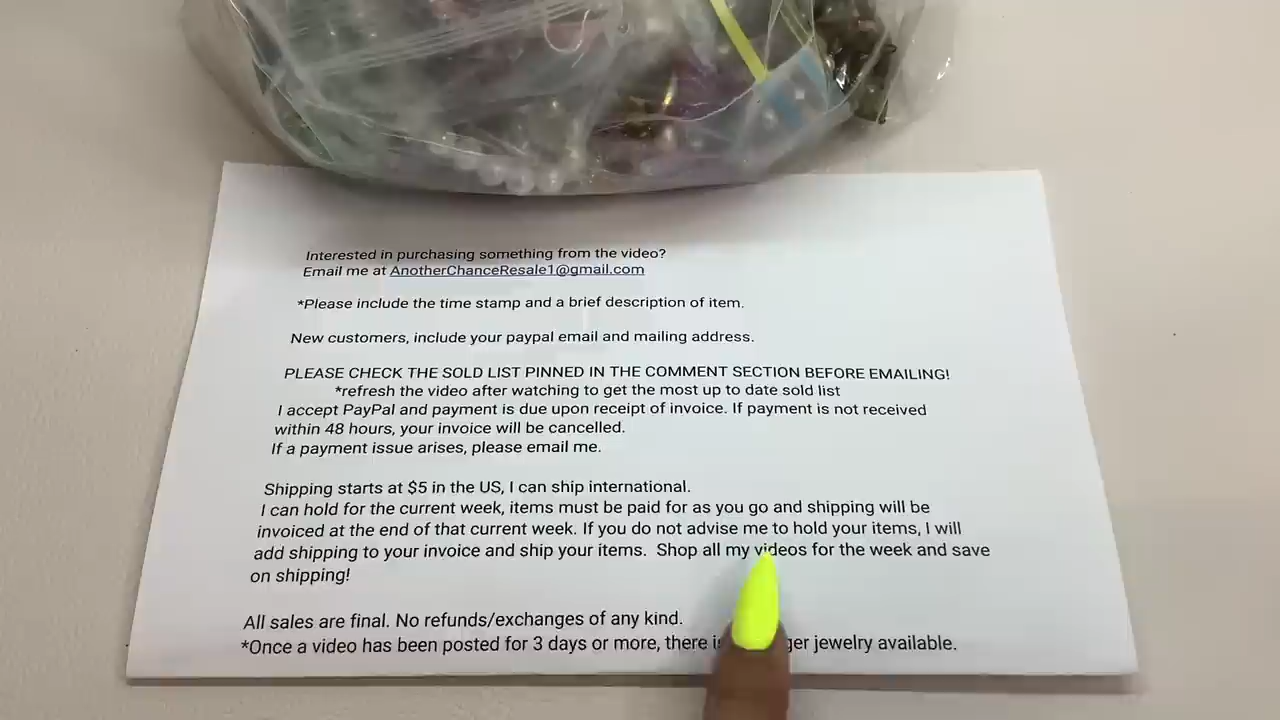 Interested in purchasing something from the video?
Email me at AnotherChanceResale1@gmail.com
*Please include the time stamp and a brief description of item.
New customers, include your paypal email and mailing address.
PLEASE CHECK THE SOLD LIST PINNED IN THE COMMENT SECTION BEFORE EMAILING!
*refresh the video after watching to get the most up to date sold list
I accept PayPal and payment is due upon receipt of invoice. If payment is not received
within 48 hours, your invoice will be cancelled.
If a payment issue arises, please email me.
Shipping starts at $5 in the US, I can ship international.
I can hold for the current week, items must be paid for as you go and shipping will be
invoiced at the end of that current week. If you do not advise me to hold your items, I will
add shipping to your invoice and ship your items. Shop all my videos for the week and save
on shipping!
All sales are final. No refunds/exchanges of any kind.
*Once a video has been posted for 3 days or more, there jewelry available.